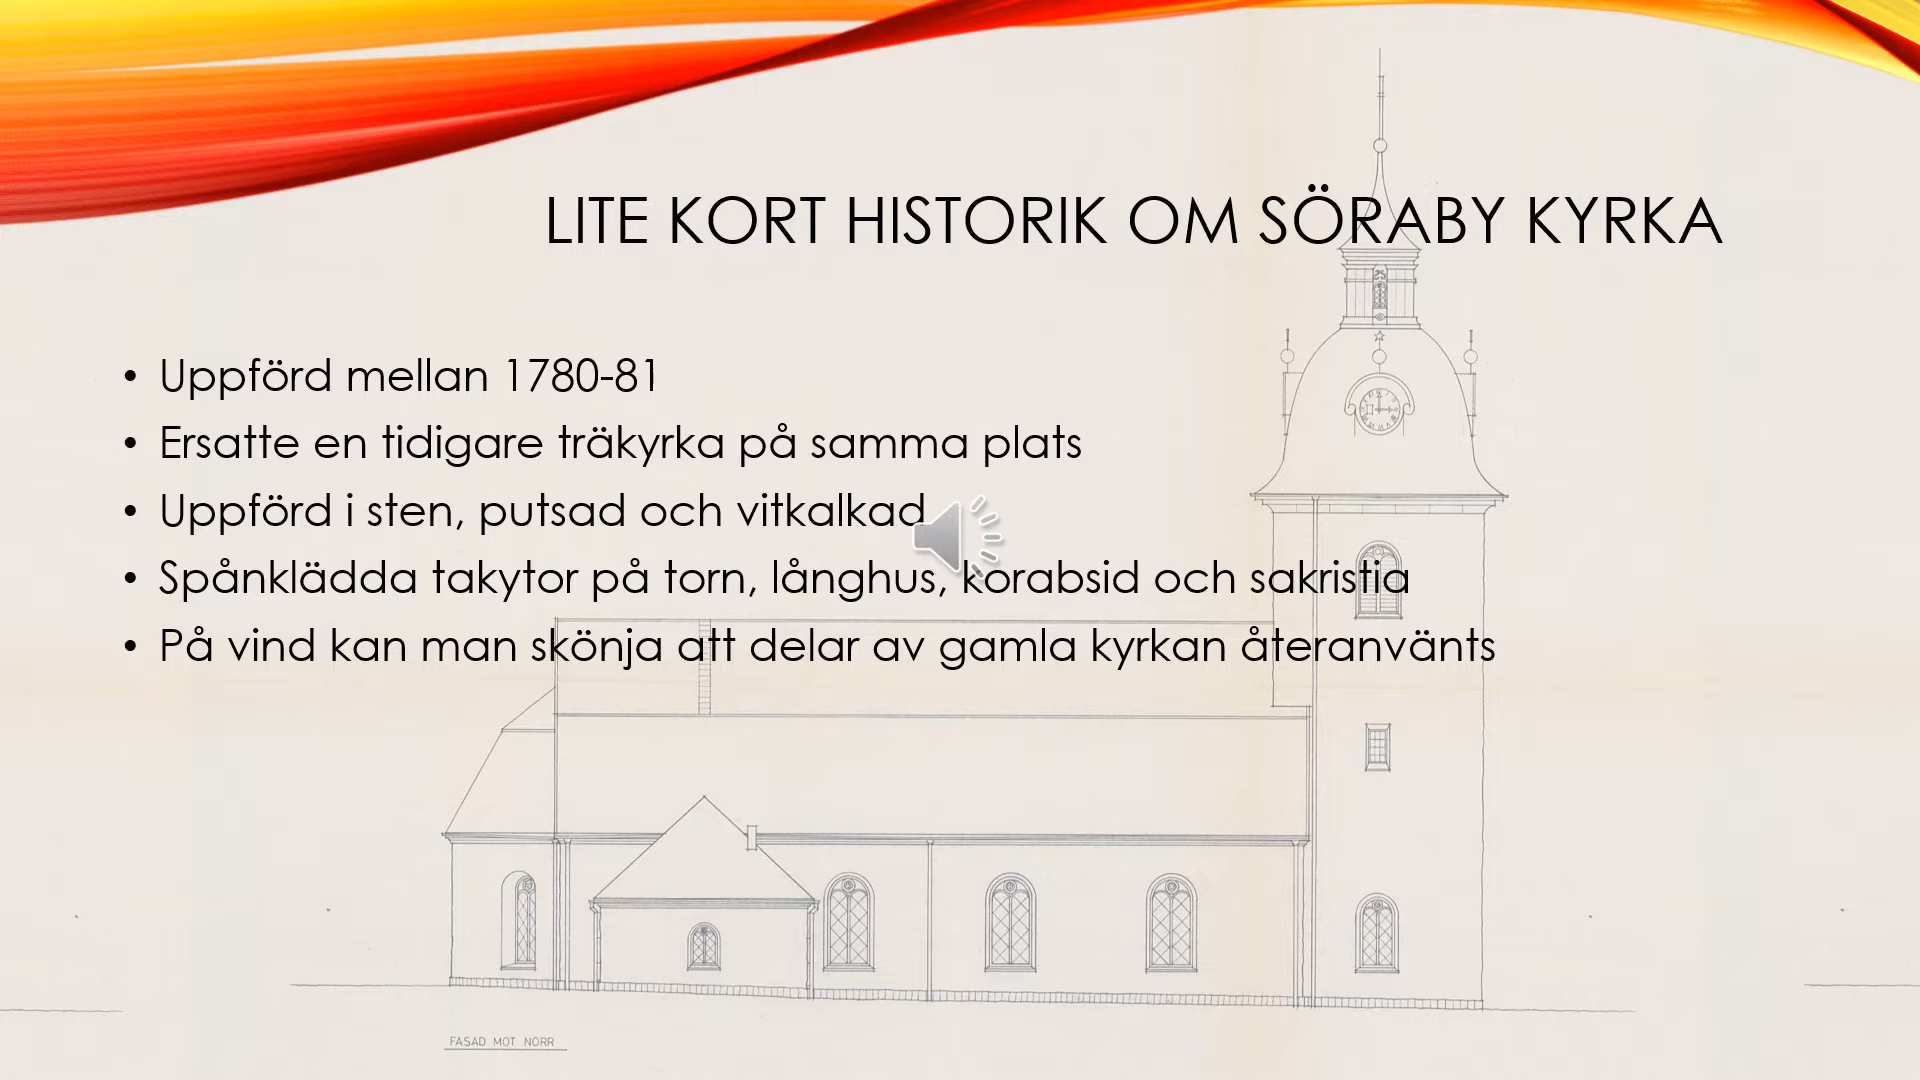 LITE KORT HISTORIK OM SÖRABY KYRKA
• Uppförd mellan 1780-81
• Ersatte en tidigare träkyrka på samma plats
• Uppförd i sten, putsad och vitkalkad
• Spånklädda takytor på torn, långhus, korabsid och sakristia
• På vind kan man skönja att delar av gamla kyrkan återanvänts
FASAD MOT NORR